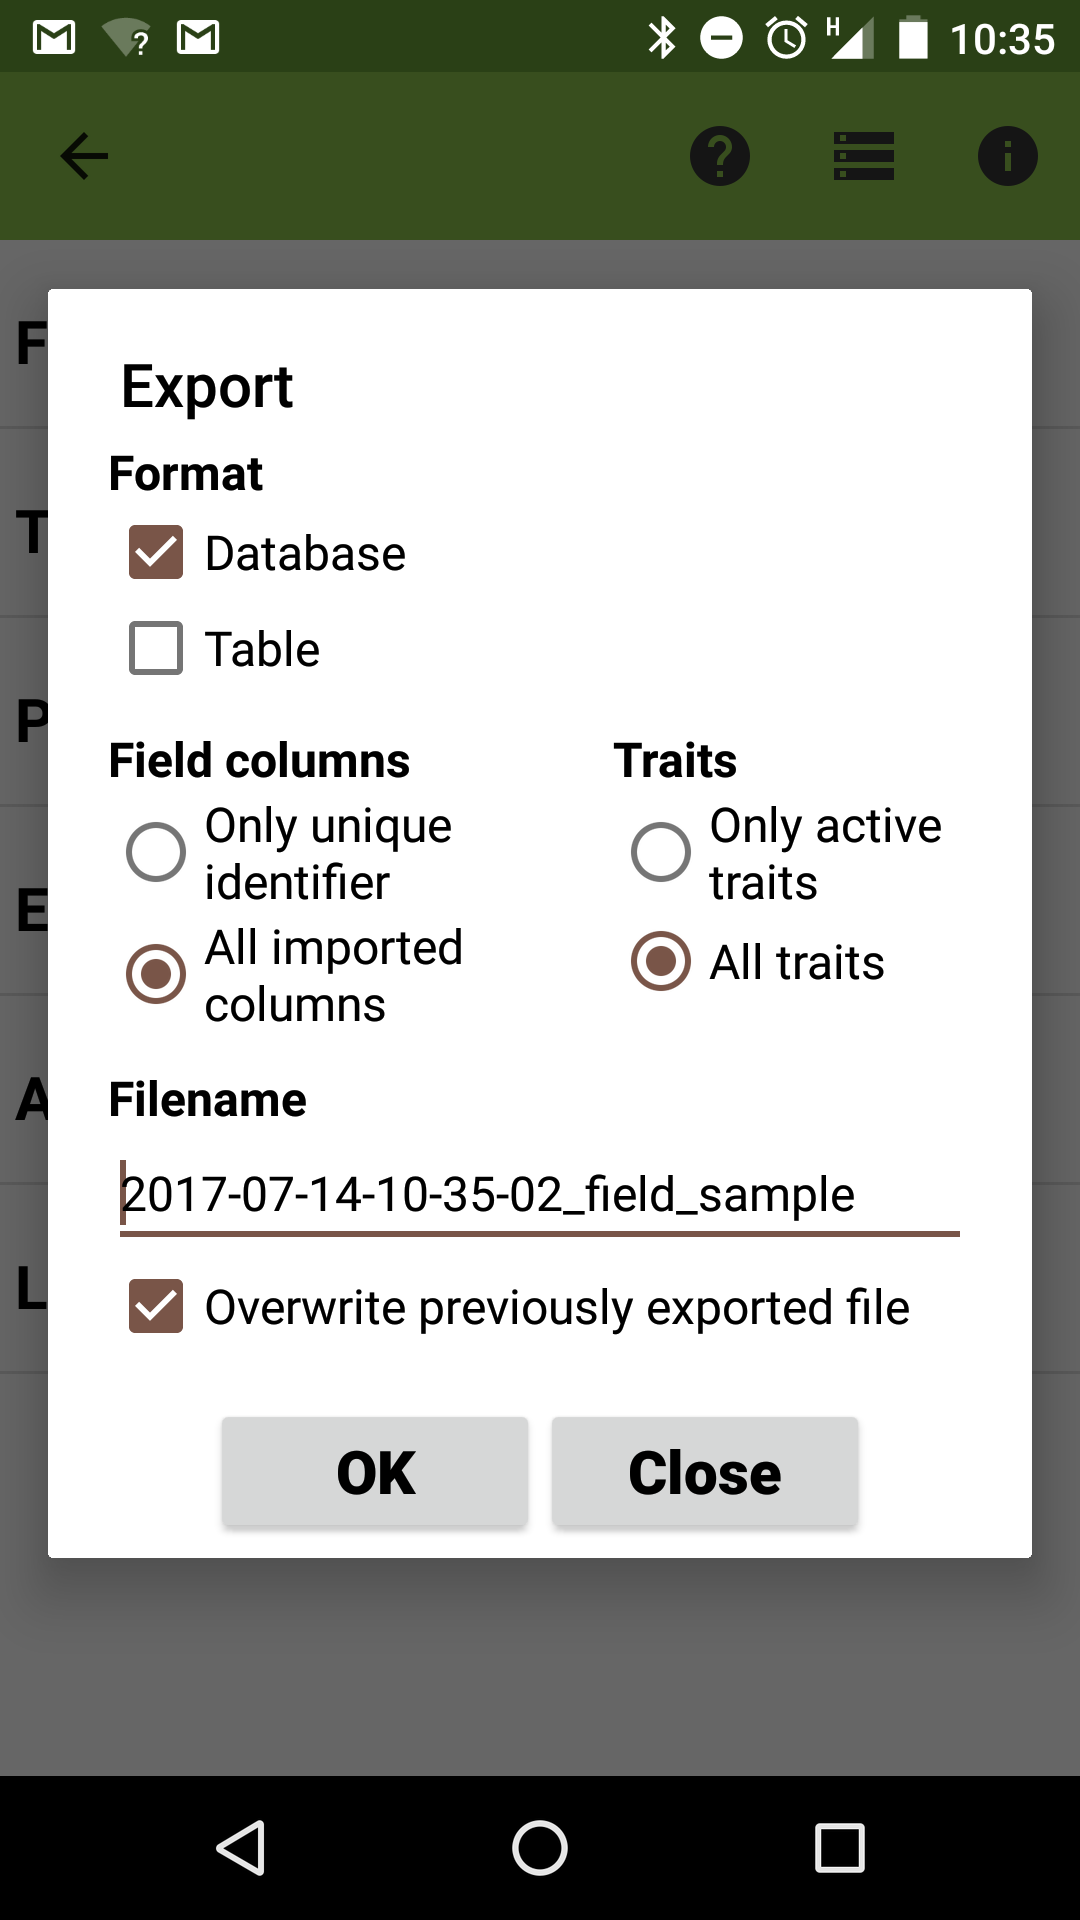 H 10:35
F
Export
Format
Database
T
Table
P
Field columns Traits
Only unique
identifier
Only active
traits
E
All imported
columns
All traits
A
Filename
2017-07-14-10-35-02_field_sample
L
Overwrite previously exported file
OK Close